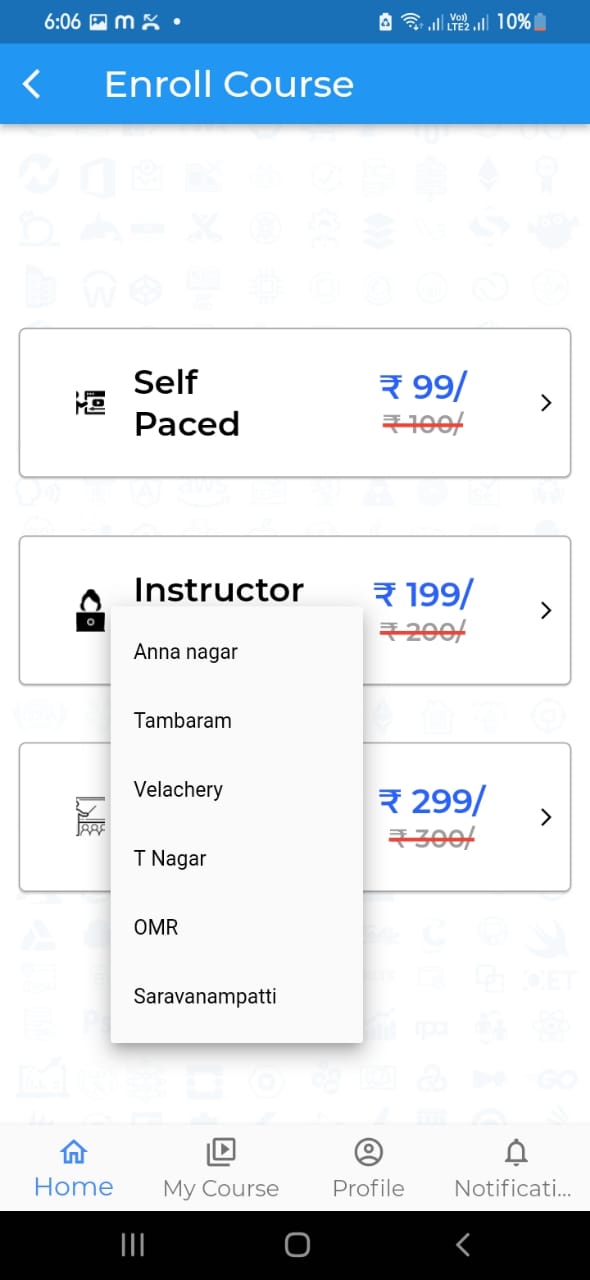 6:06
Vo))
LTE2
10%
Enroll Course
Self
Paced
₹ 99/
₹ 100/
Instructor
₹ 199/
₹ 200/
Anna nagar
Tambaram
Velachery
T Nagar
OMR
Saravanampatti
₹ 299/
₹ 300/
Home
My Course
Profile
Notificati...